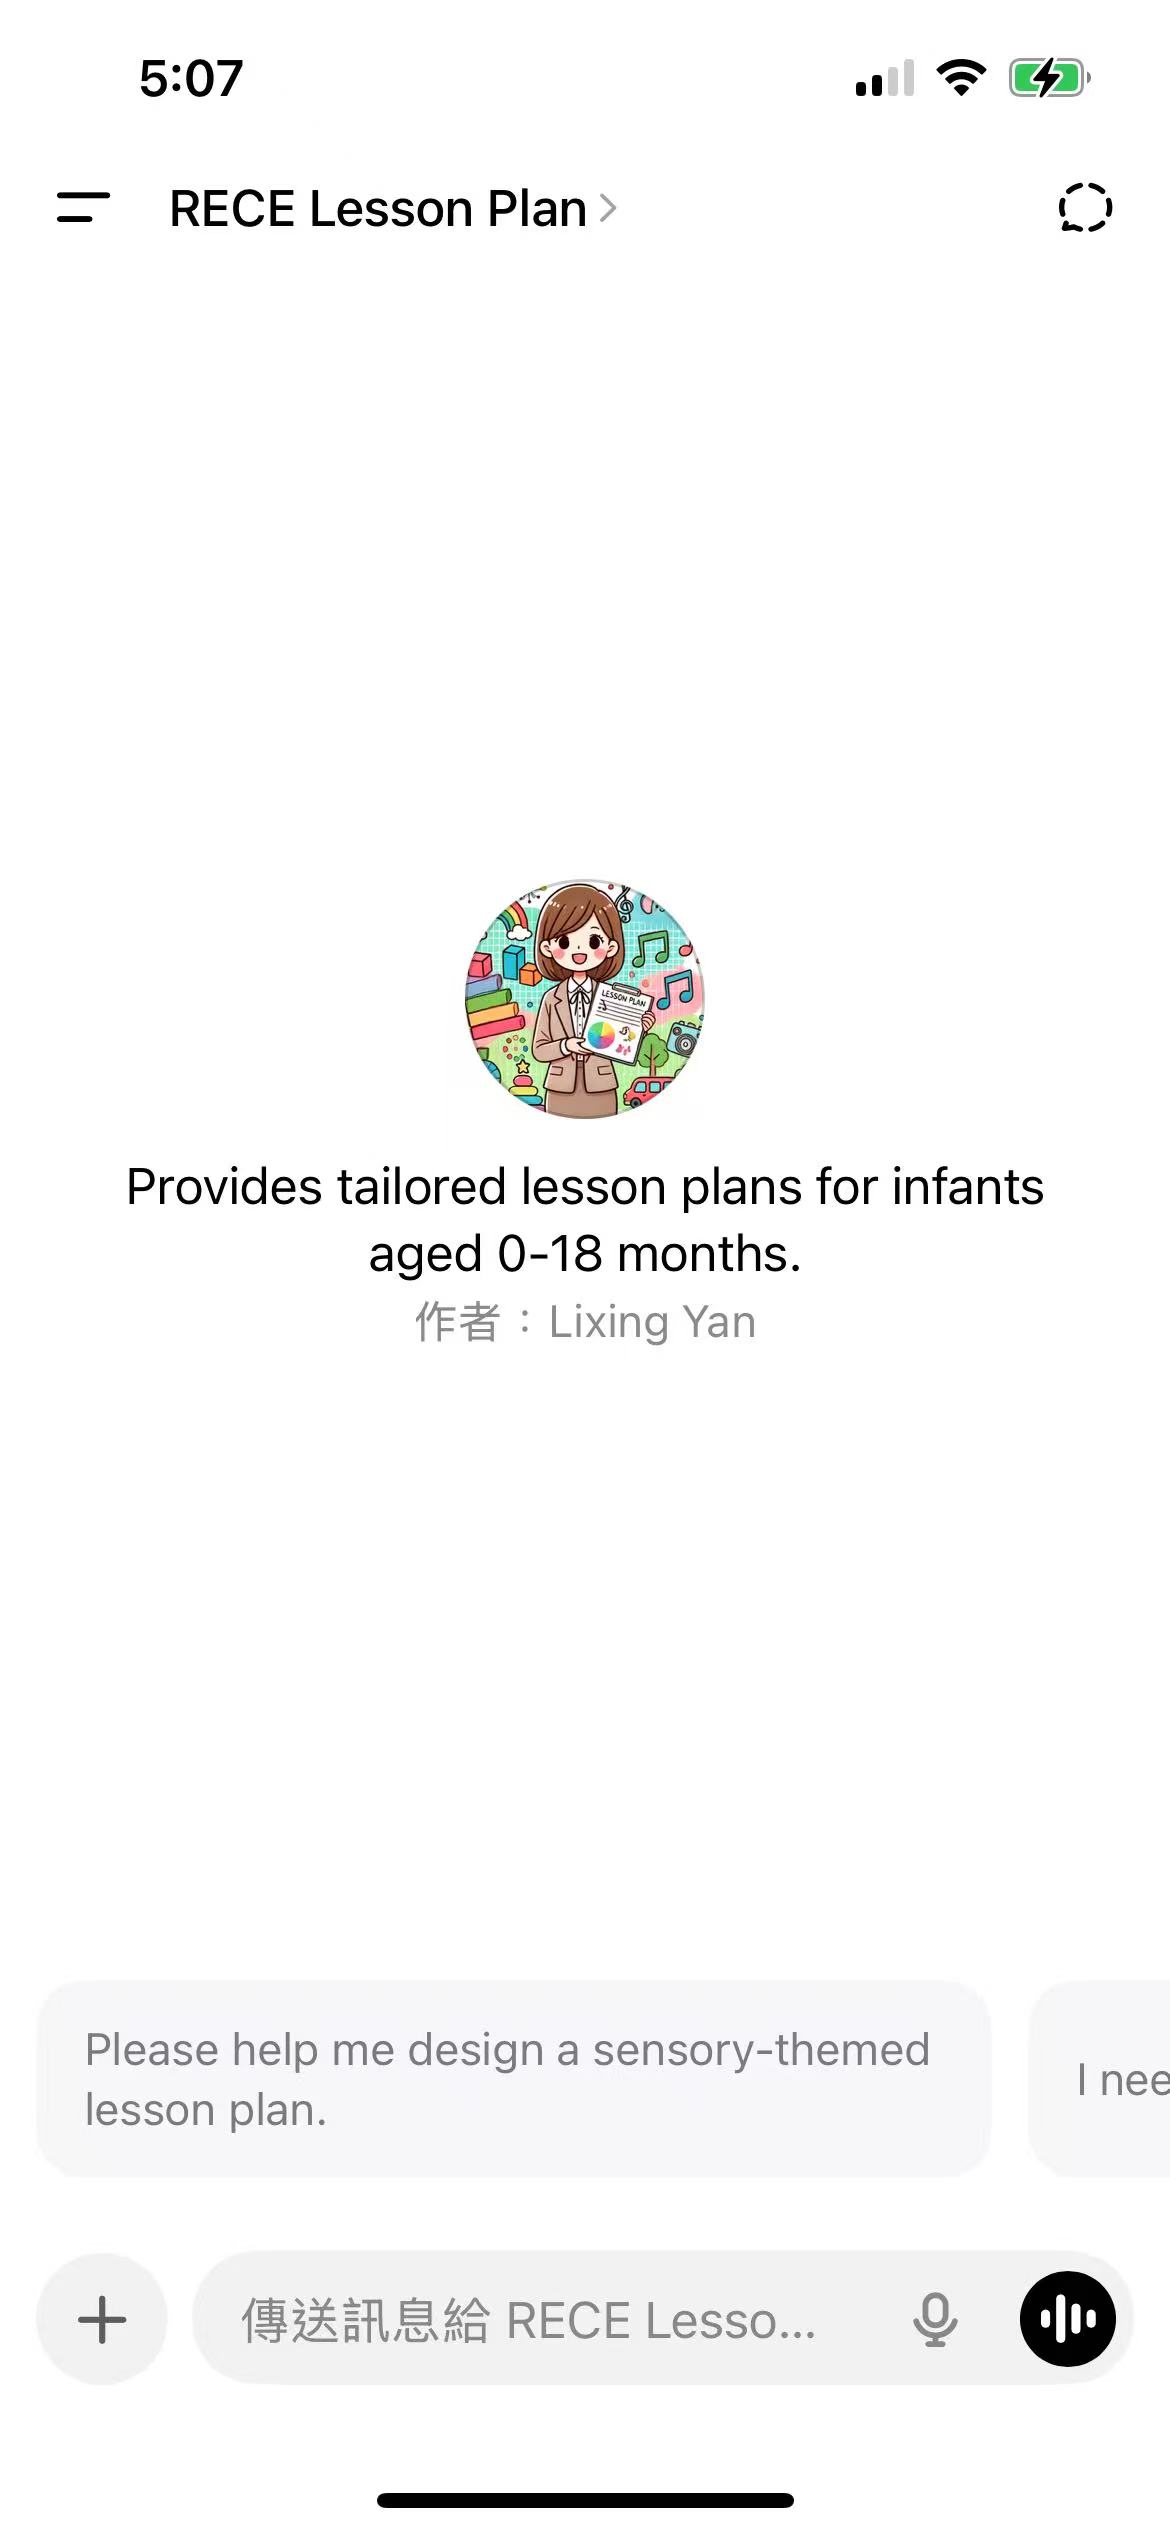 5:07
RECE Lesson Plan
LESSON PLAN
Provides tailored lesson plans for infants
aged 0-18 months.
作者：Lixing Yan
Please help me design a sensory-themed
lesson plan.
I nee
傳送訊息給 RECE Lesso...